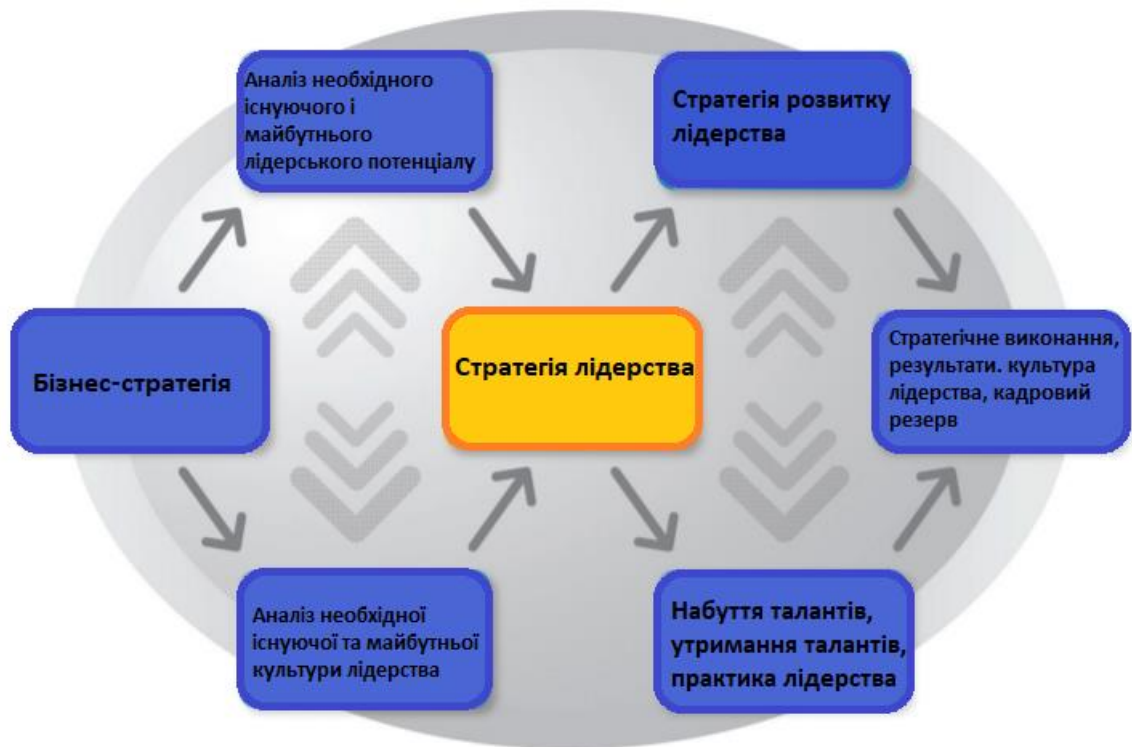 Аналіз необхідного
існуючого і
майбутнього
лідерського потенціалу
Стратегія розвитку
лідерства
Бізнес-стратегія
Стратегія лідерства
Стратегічне виконання,
результати. культура
лідерства, кадровий
резерв
Аналіз необхідної
існуючої та майбутньої
культури лідерства
Набуття талантів,
утримання талантів,
практика лідерства